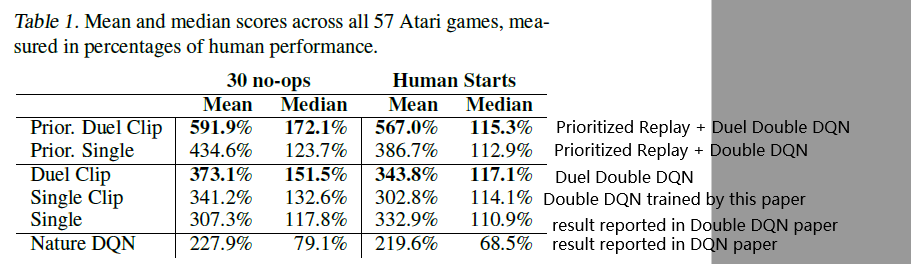 Table 1. Mean and median scores across all 57 Atari games, mea-
sured in percentages of human performance.
30 no-ops Human Starts
Mean Median Mean Median
Prior. Duel Clip 591.9% 172.1% 567.0% 115.3% Prioritized Replay + Duel Double DQN
Prior. Single 434.6% 123.7% 386.7% 112.9% Prioritized Replay + Double DQN
Duel Clip 373.1% 151.5% 343.8% 117.1% Duel Double DQN
Single Clip 341.2% 132.6% 302.8% 114.1% Double DQN trained by this paper
Single 307.3% 117.8% 332.9% 110.9% result reported in Double DQN paper
Nature DQN 227.9% 79.1% 219.6% 68.5% result reported in DQN paper